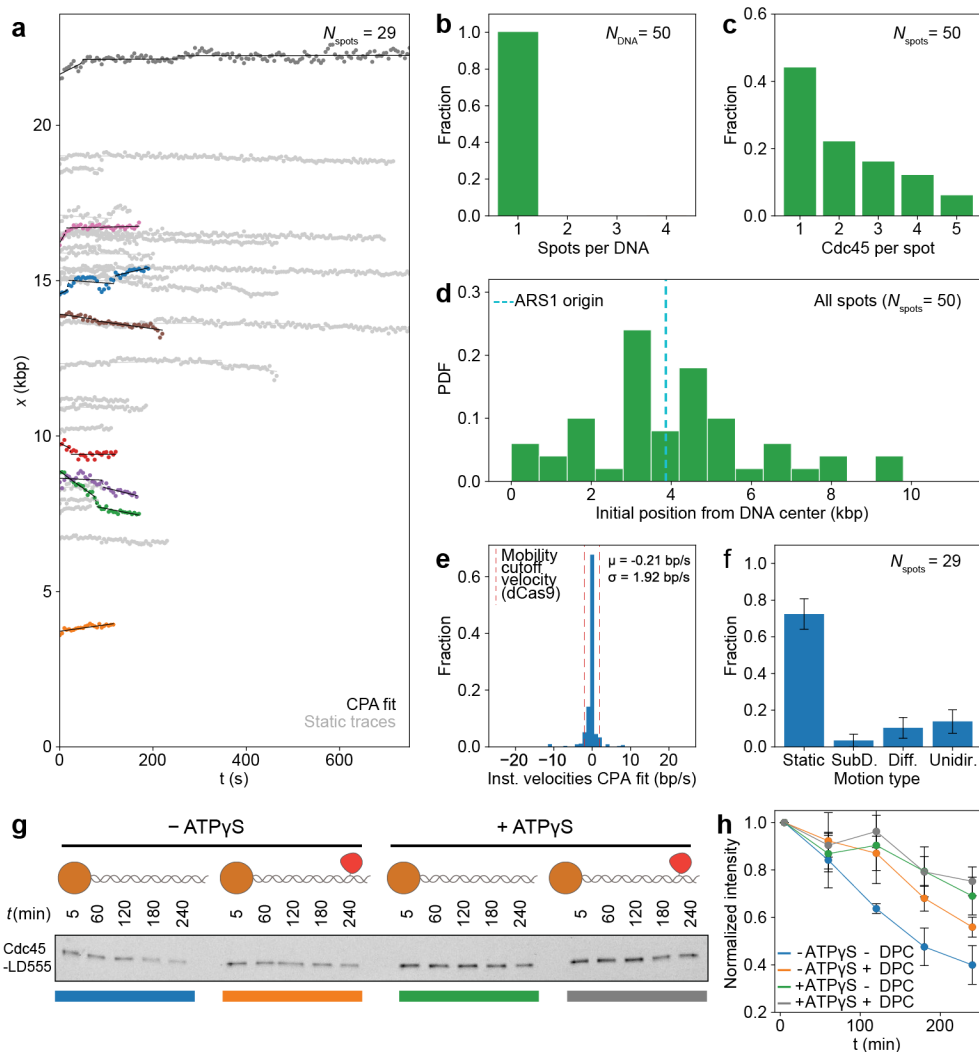 a
N_spots = 29
20
15
10
5
0
x (kbp)
CPA fit
Static traces
0
200
400
600
t (s)
b
N_DNA = 50
1.0
0.8
0.6
0.4
0.2
0.0
Fraction
1
2
3
4
Spots per DNA
c
N_spots = 50
0.6
0.4
0.2
0.0
Fraction
1
2
3
4
5
Cdc45 per spot
d
ARS1 origin
All spots (N_spots = 50)
0.3
0.2
0.1
0.0
PDF
0
2
4
6
8
10
Initial position from DNA center (kbp)
e
Mobility
cutoff
velocity
(dCas9)
μ = -0.21 bp/s
σ = 1.92 bp/s
0.6
0.4
0.2
0.0
Fraction
−20
−10
0
10
20
Inst. velocities CPA fit (bp/s)
f
N_spots = 29
1.0
0.8
0.6
0.4
0.2
0.0
Fraction
Static
SubD.
Diff.
Unidir.
Motion type
g
− ATPγS
+ ATPγS
t(min)
5
60
120
180
240
5
60
120
180
240
5
60
120
180
240
5
60
120
180
240
Cdc45
-LD555
h
1.0
0.8
0.6
0.4
0.2
Normalized intensity
-ATPγS - DPC
-ATPγS + DPC
+ATPγS - DPC
+ATPγS + DPC
0
100
200
t (min)